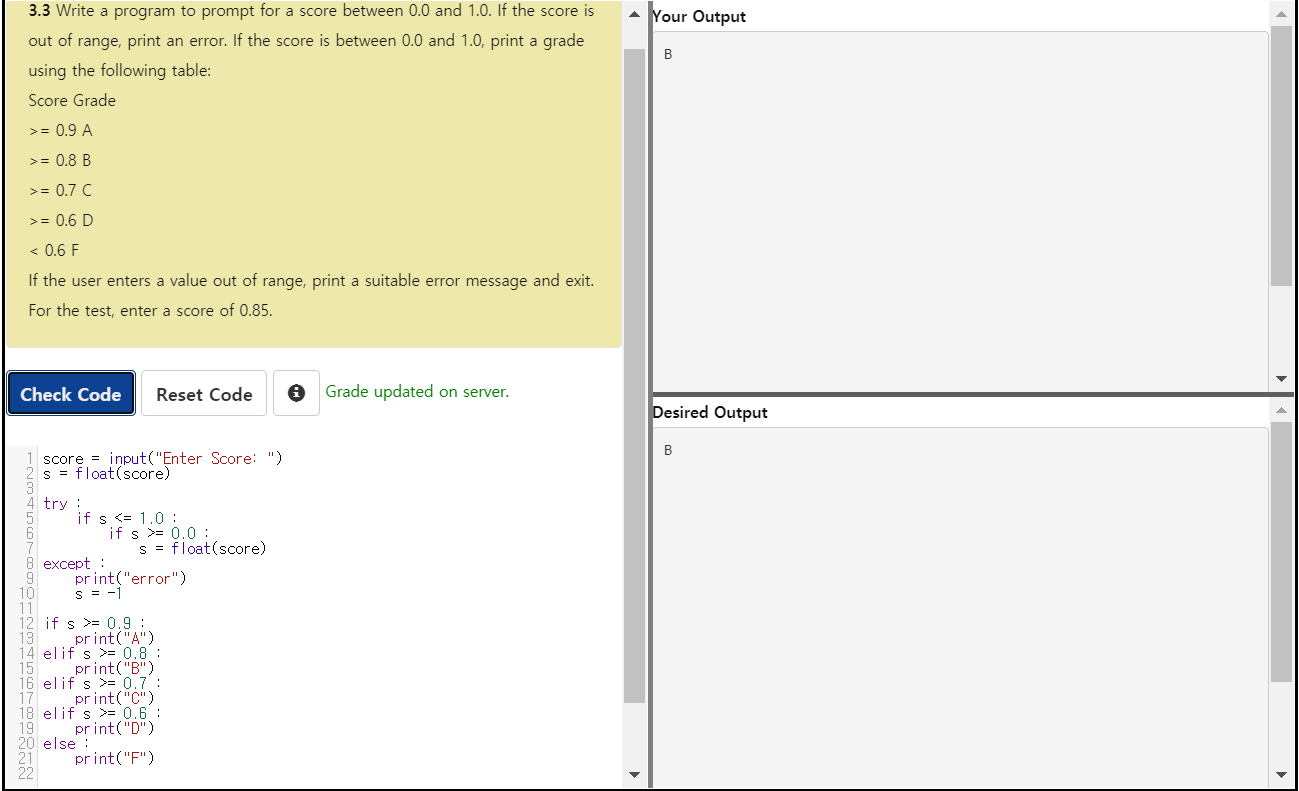 3.3 Write a program to prompt for a score between 0.0 and 1.0. If the score is
out of range, print an error. If the score is between 0.0 and 1.0, print a grade
using the following table:
Score Grade
>= 0.9 A
>= 0.8 B
>= 0.7 C
>= 0.6 D
< 0.6 F
If the user enters a value out of range, print a suitable error message and exit.
For the test, enter a score of 0.85.
Check Code
Reset Code
Grade updated on server.
1 score = input("Enter Score: ")
2 s = float(score)
3
4 try :
5     if s <= 1.0 :
6         if s >= 0.0 :
7             s = float(score)
8 except :
9     print("error")
10     s = -1
11
12 if s >= 0.9 :
13     print("A")
14 elif s >= 0.8 :
15     print("B")
16 elif s >= 0.7 :
17     print("C")
18 elif s >= 0.6 :
19     print("D")
20 else :
21     print("F")
22
Your Output
B
Desired Output
B